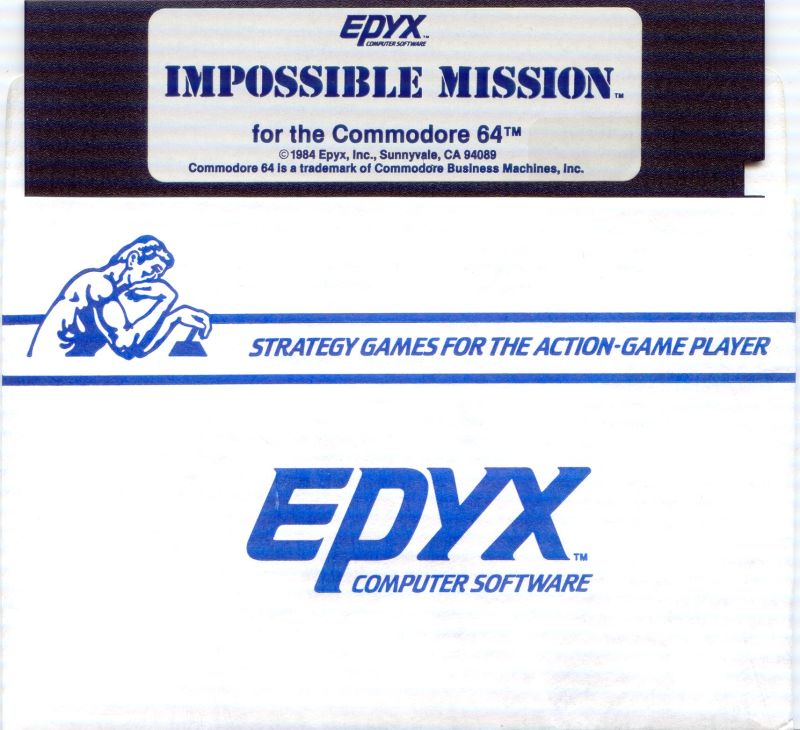 EPYX™
COMPUTER SOFTWARE
IMPOSSIBLE MISSION™
for the Commodore 64™
©1984 Epyx, Inc., Sunnyvale, CA 94089
Commodore 64 is a trademark of Commodore Business Machines, Inc.
STRATEGY GAMES FOR THE ACTION-GAME PLAYER
EPYX™
COMPUTER SOFTWARE